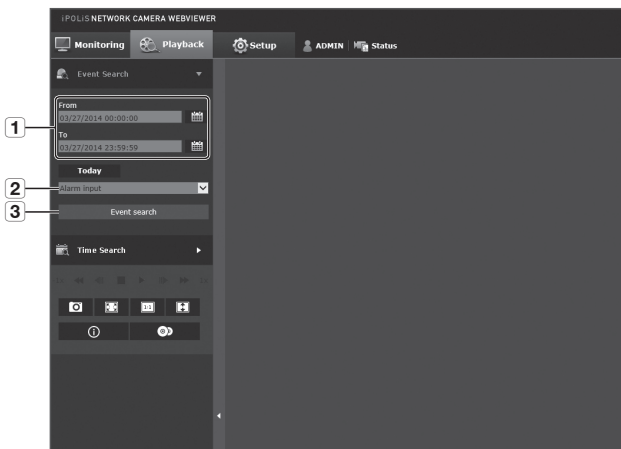 iPOLiS NETWORK CAMERA WEBVIEWER
Monitoring Playback Setup ADMIN Status
Event Search
From
1
03/27/2014 00:00:00
To
03/27/2014 23:59:59
Today
2
Alarm input
3
Event search
Time Search
1:1